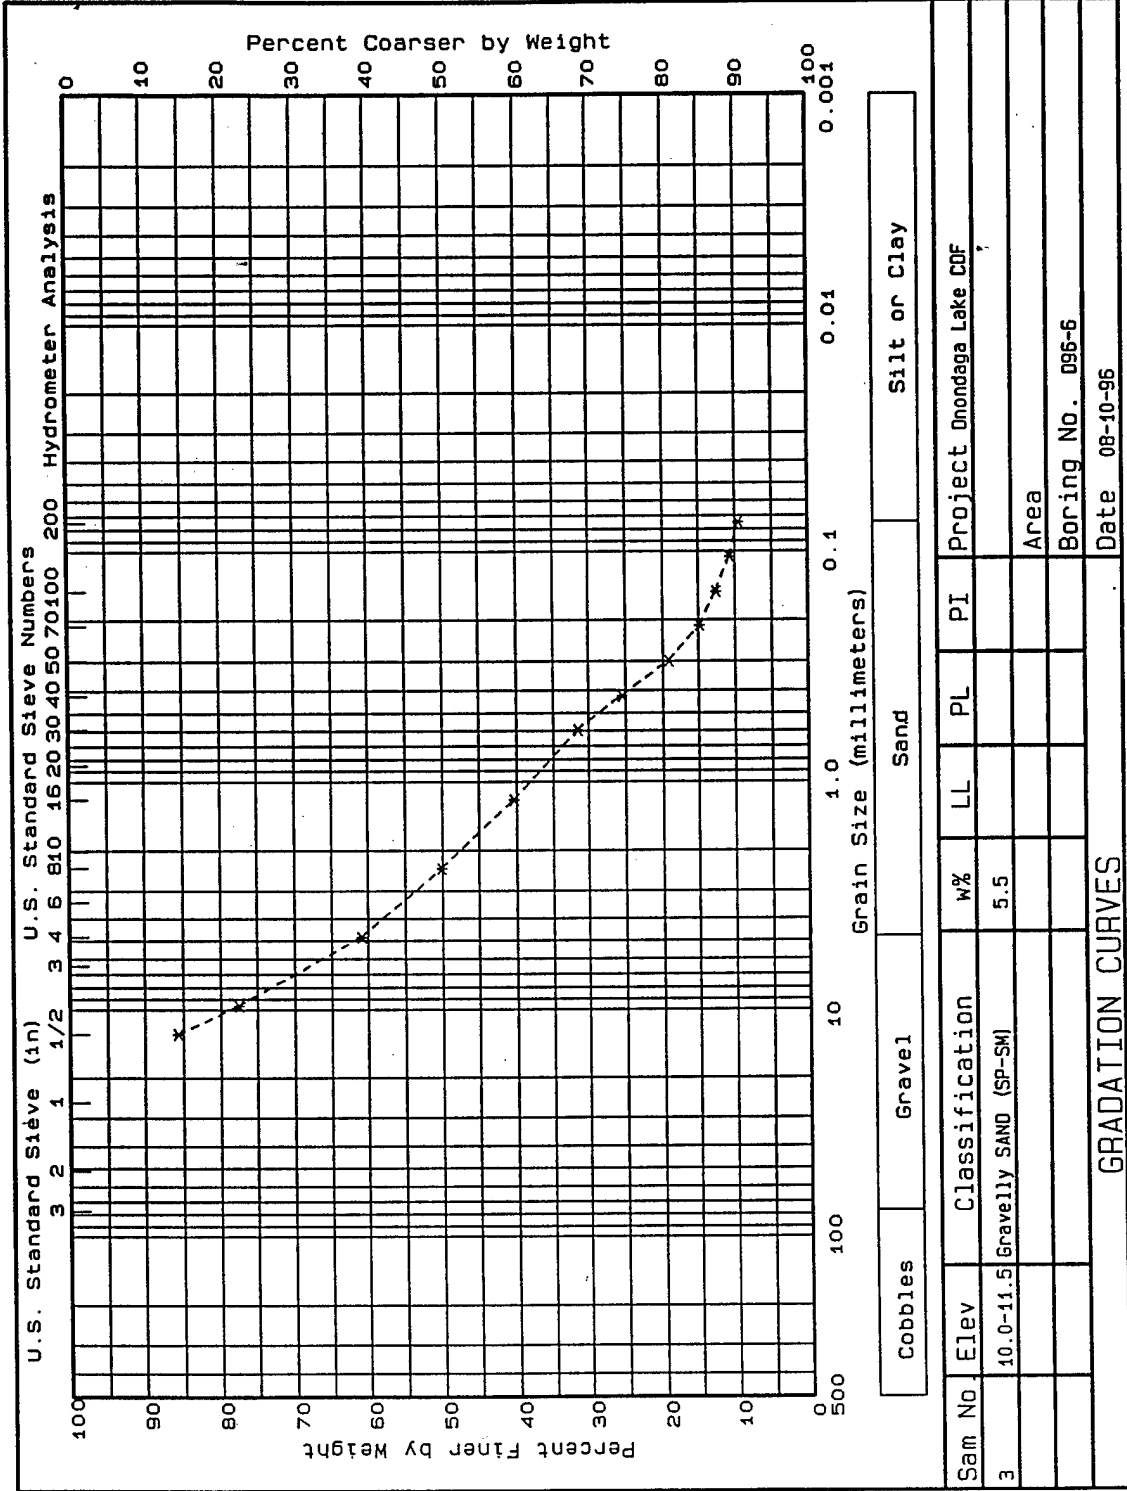 U.S. Standard Sieve (in) U.S. Standard Sieve Numbers Hydrometer Analysis
3 2 1 1/2 3 4 6 8 10 16 20 30 40 50 70 100 200
Percent Finer by Weight
100
90
80
70
60
50
40
30
20
10
0
Percent Coarser by Weight
0
10
20
30
40
50
60
70
80
90
100
500 100 10 1.0 0.1 0.01 0.001
Grain Size (millimeters)
Cobbles Gravel Sand Silt or Clay
Sam No. Elev Classification W% LL PL PI Project Onondaga Lake CDF
3 10.0-11.5 Gravelly SAND (SP-SM) 5.5
Area
Boring No. D96-6
GRADATION CURVES Date 08-10-96